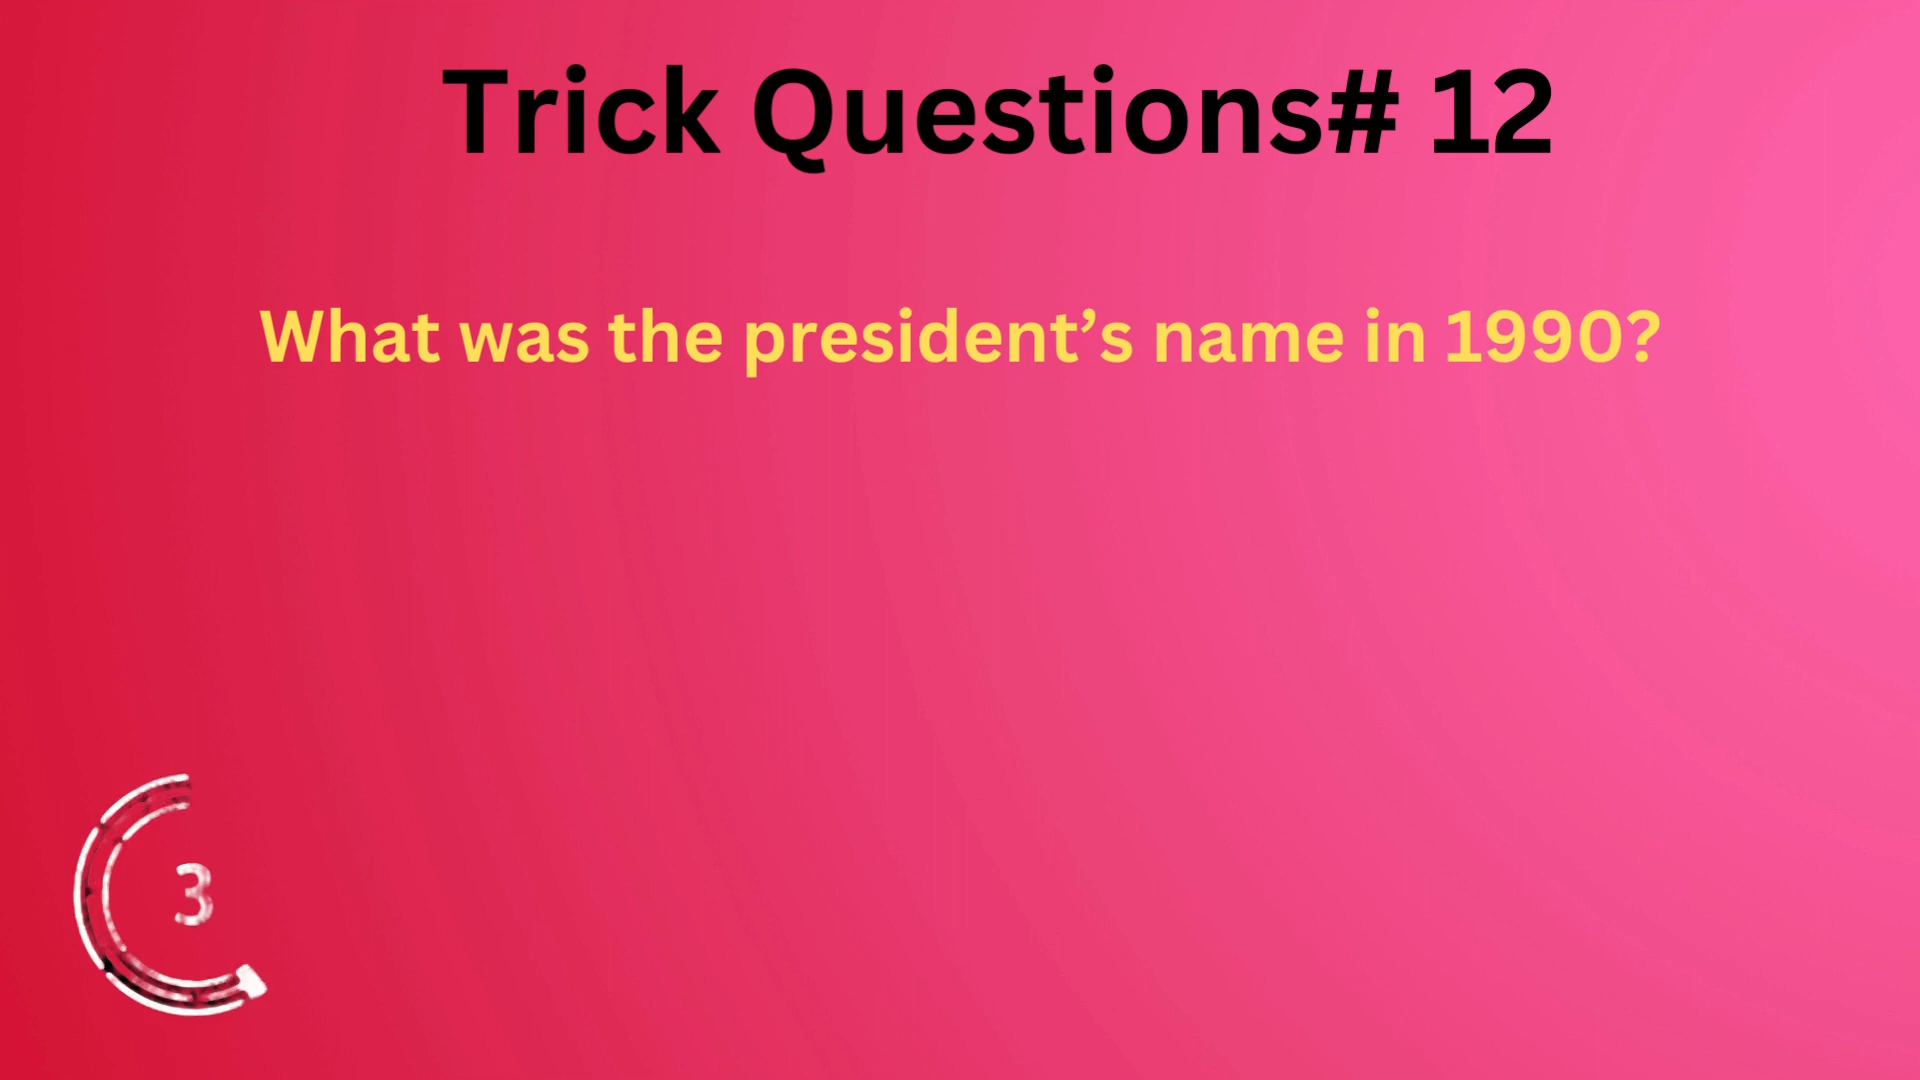 Trick Questions# 12
What was the president’s name in 1990?
3